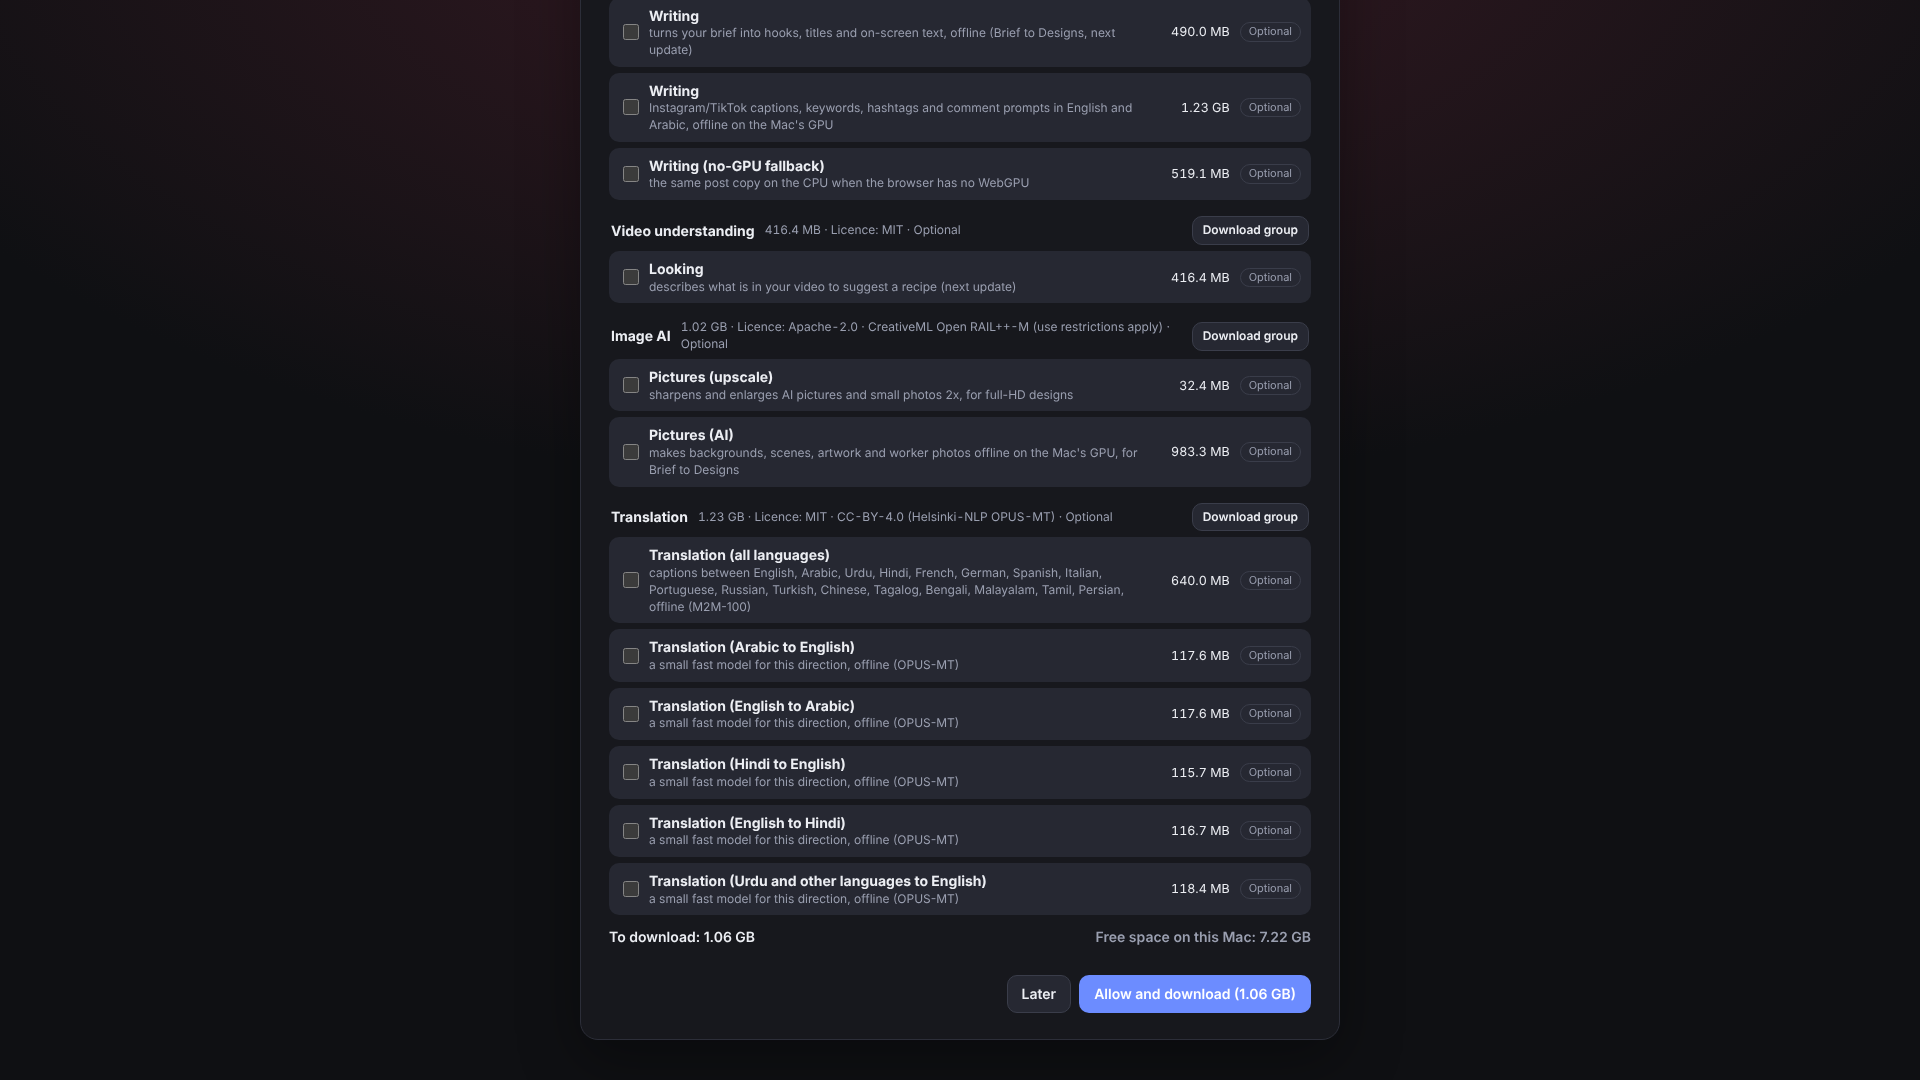 Writing
turns your brief into hooks, titles and on-screen text, offline (Brief to Designs, next
update)
490.0 MB
Optional
Writing
Instagram/TikTok captions, keywords, hashtags and comment prompts in English and
Arabic, offline on the Mac's GPU
1.23 GB
Optional
Writing (no-GPU fallback)
the same post copy on the CPU when the browser has no WebGPU
519.1 MB
Optional
Video understanding
416.4 MB · Licence: MIT · Optional
Download group
Looking
describes what is in your video to suggest a recipe (next update)
416.4 MB
Optional
Image AI
1.02 GB · Licence: Apache-2.0 · CreativeML Open RAIL++-M (use restrictions apply) ·
Optional
Download group
Pictures (upscale)
sharpens and enlarges AI pictures and small photos 2x, for full-HD designs
32.4 MB
Optional
Pictures (AI)
makes backgrounds, scenes, artwork and worker photos offline on the Mac's GPU, for
Brief to Designs
983.3 MB
Optional
Translation
1.23 GB · Licence: MIT · CC-BY-4.0 (Helsinki-NLP OPUS-MT) · Optional
Download group
Translation (all languages)
captions between English, Arabic, Urdu, Hindi, French, German, Spanish, Italian,
Portuguese, Russian, Turkish, Chinese, Tagalog, Bengali, Malayalam, Tamil, Persian,
offline (M2M-100)
640.0 MB
Optional
Translation (Arabic to English)
a small fast model for this direction, offline (OPUS-MT)
117.6 MB
Optional
Translation (English to Arabic)
a small fast model for this direction, offline (OPUS-MT)
117.6 MB
Optional
Translation (Hindi to English)
a small fast model for this direction, offline (OPUS-MT)
115.7 MB
Optional
Translation (English to Hindi)
a small fast model for this direction, offline (OPUS-MT)
116.7 MB
Optional
Translation (Urdu and other languages to English)
a small fast model for this direction, offline (OPUS-MT)
118.4 MB
Optional
To download: 1.06 GB
Free space on this Mac: 7.22 GB
Later
Allow and download (1.06 GB)